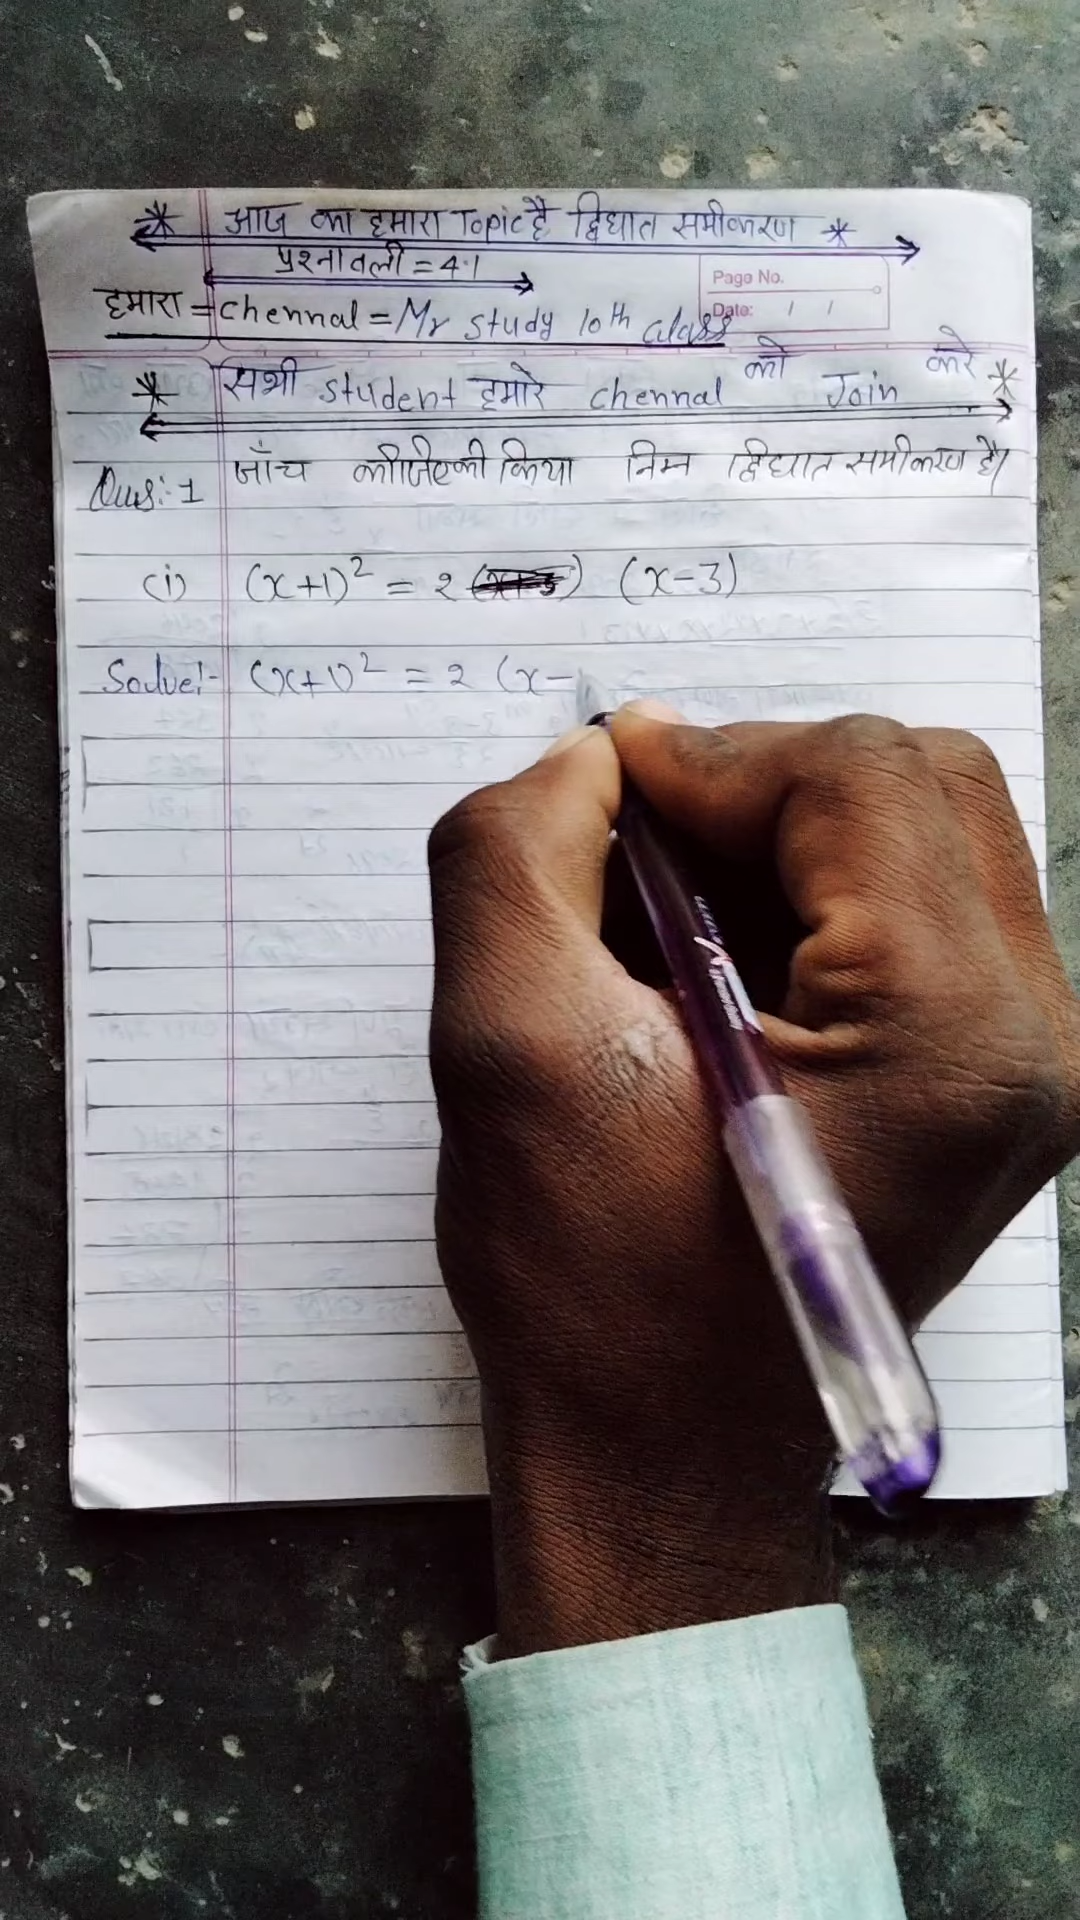 * आज का हमारा Topic है द्विघात समीकरण *
प्रश्नावली = 4.1
Page No.
Date: / /
हमारा = chennal = Mr study 10th class
* सभी student हमारे chennal को Join करे *
Qus:- 1 जाँच कीजिए की क्या निम्न द्विघात समीकरण है।
(i) (x+1)² = 2 (x-3)
Solve:- (x+1)² = 2 (x-